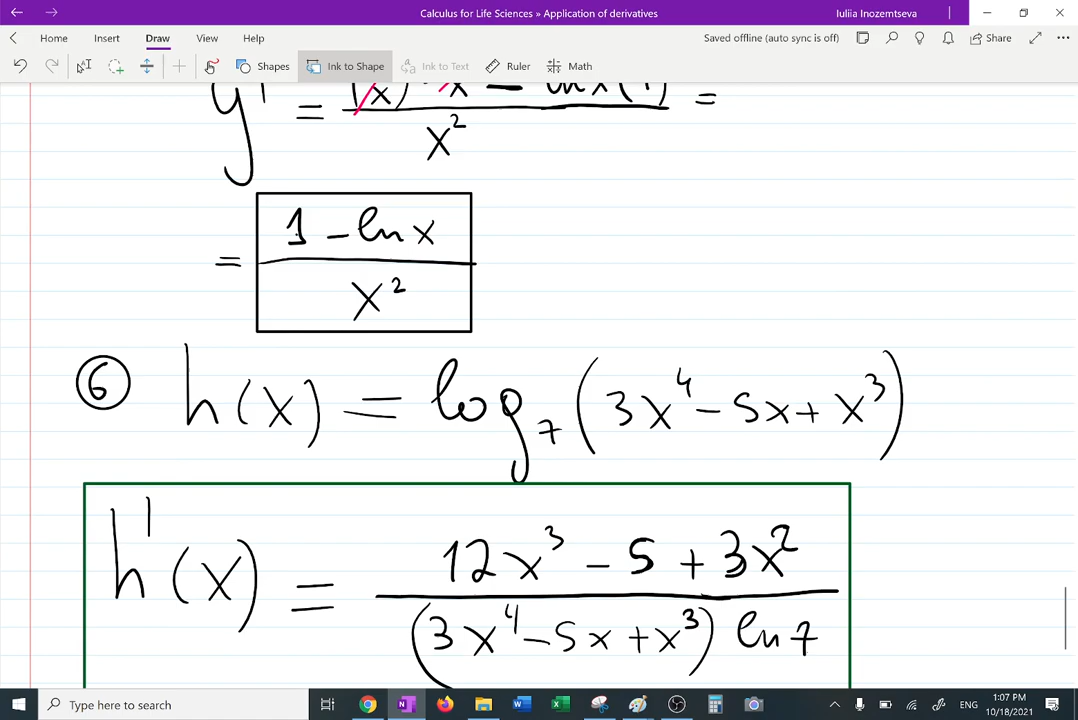 Calculus for Life Sciences » Application of derivatives
Iuliia Inozemtseva
Home Insert Draw View Help
Saved offline (auto sync is off)
Share
Shapes
Ink to Shape
Ink to Text
Ruler
Math
y' = (x) · x − ln x (1) / x² =
= 1 − ln x / x²
6 h(x) = log₇ (3x⁴ − 5x + x³)
h'(x) = 12x³ − 5 + 3x² / (3x⁴ − 5x + x³) ln 7
Type here to search
ENG
1:07 PM
10/18/2021